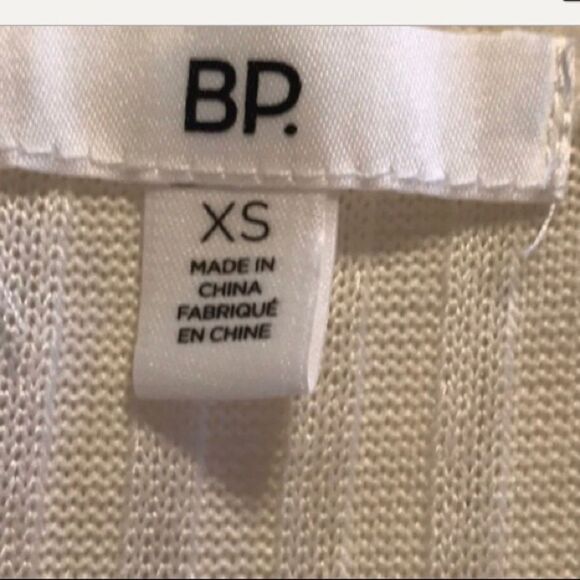 BP.
XS
MADE IN
CHINA
FABRIQUÉ
EN CHINE